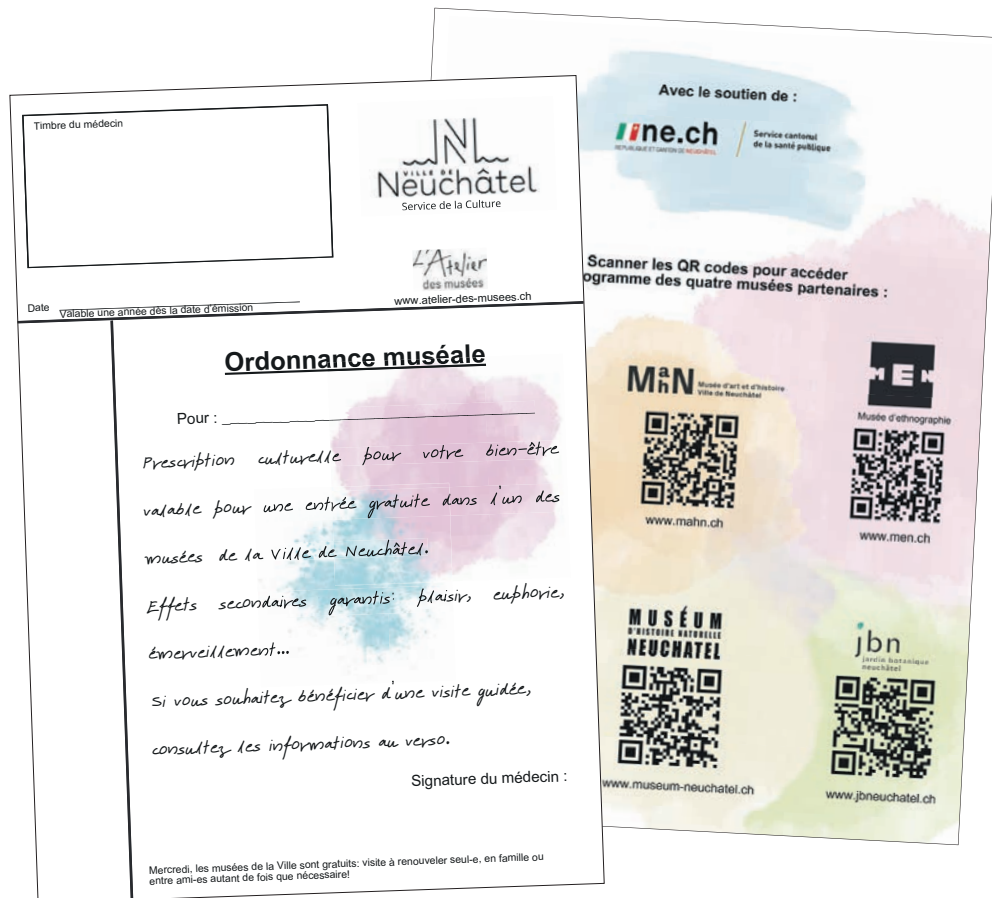 Timbre du médecin
VILLE DE
Neuchâtel
Service de la Culture
L'Atelier
des musées
www.atelier-des-musees.ch
Date
Valable une année dès la date d'émission
Ordonnance muséale
Pour :
Prescription culturelle pour votre bien-être
valable pour une entrée gratuite dans l'un des
musées de la Ville de Neuchâtel.
Effets secondaires garantis: plaisir, euphorie,
émerveillement...
Si vous souhaitez bénéficier d'une visite guidée,
consultez les informations au verso.
Signature du médecin :
Mercredi, les musées de la Ville sont gratuits: visite à renouveler seul-e, en famille ou
entre ami-es autant de fois que nécessaire!
Avec le soutien de :
ne.ch
RÉPUBLIQUE ET CANTON DE NEUCHÂTEL
Service cantonal
de la santé publique
Scanner les QR codes pour accéder
ogramme des quatre musées partenaires :
MahN
Musée d'art et d'histoire
Ville de Neuchâtel
www.mahn.ch
MEN
Musée d'ethnographie
www.men.ch
MUSÉUM
D'HISTOIRE NATURELLE
NEUCHATEL
www.museum-neuchatel.ch
jbn
jardin botanique
neuchâtel
www.jbneuchatel.ch